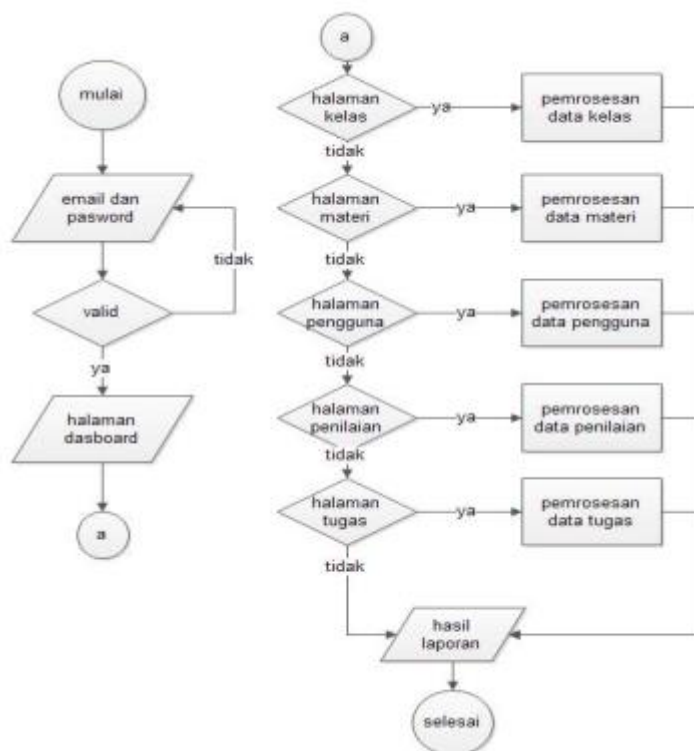 mulai
email dan
pasword
tidak
valid
ya
halaman
dasboard
a
a
halaman
kelas
ya
pemrosesan
data kelas
tidak
halaman
materi
ya
pemrosesan
data materi
tidak
halaman
pengguna
ya
pemrosesan
data pengguna
tidak
halaman
penilaian
ya
pemrosesan
data penilaian
tidak
halaman
tugas
ya
pemrosesan
data tugas
tidak
hasil
laporan
selesai